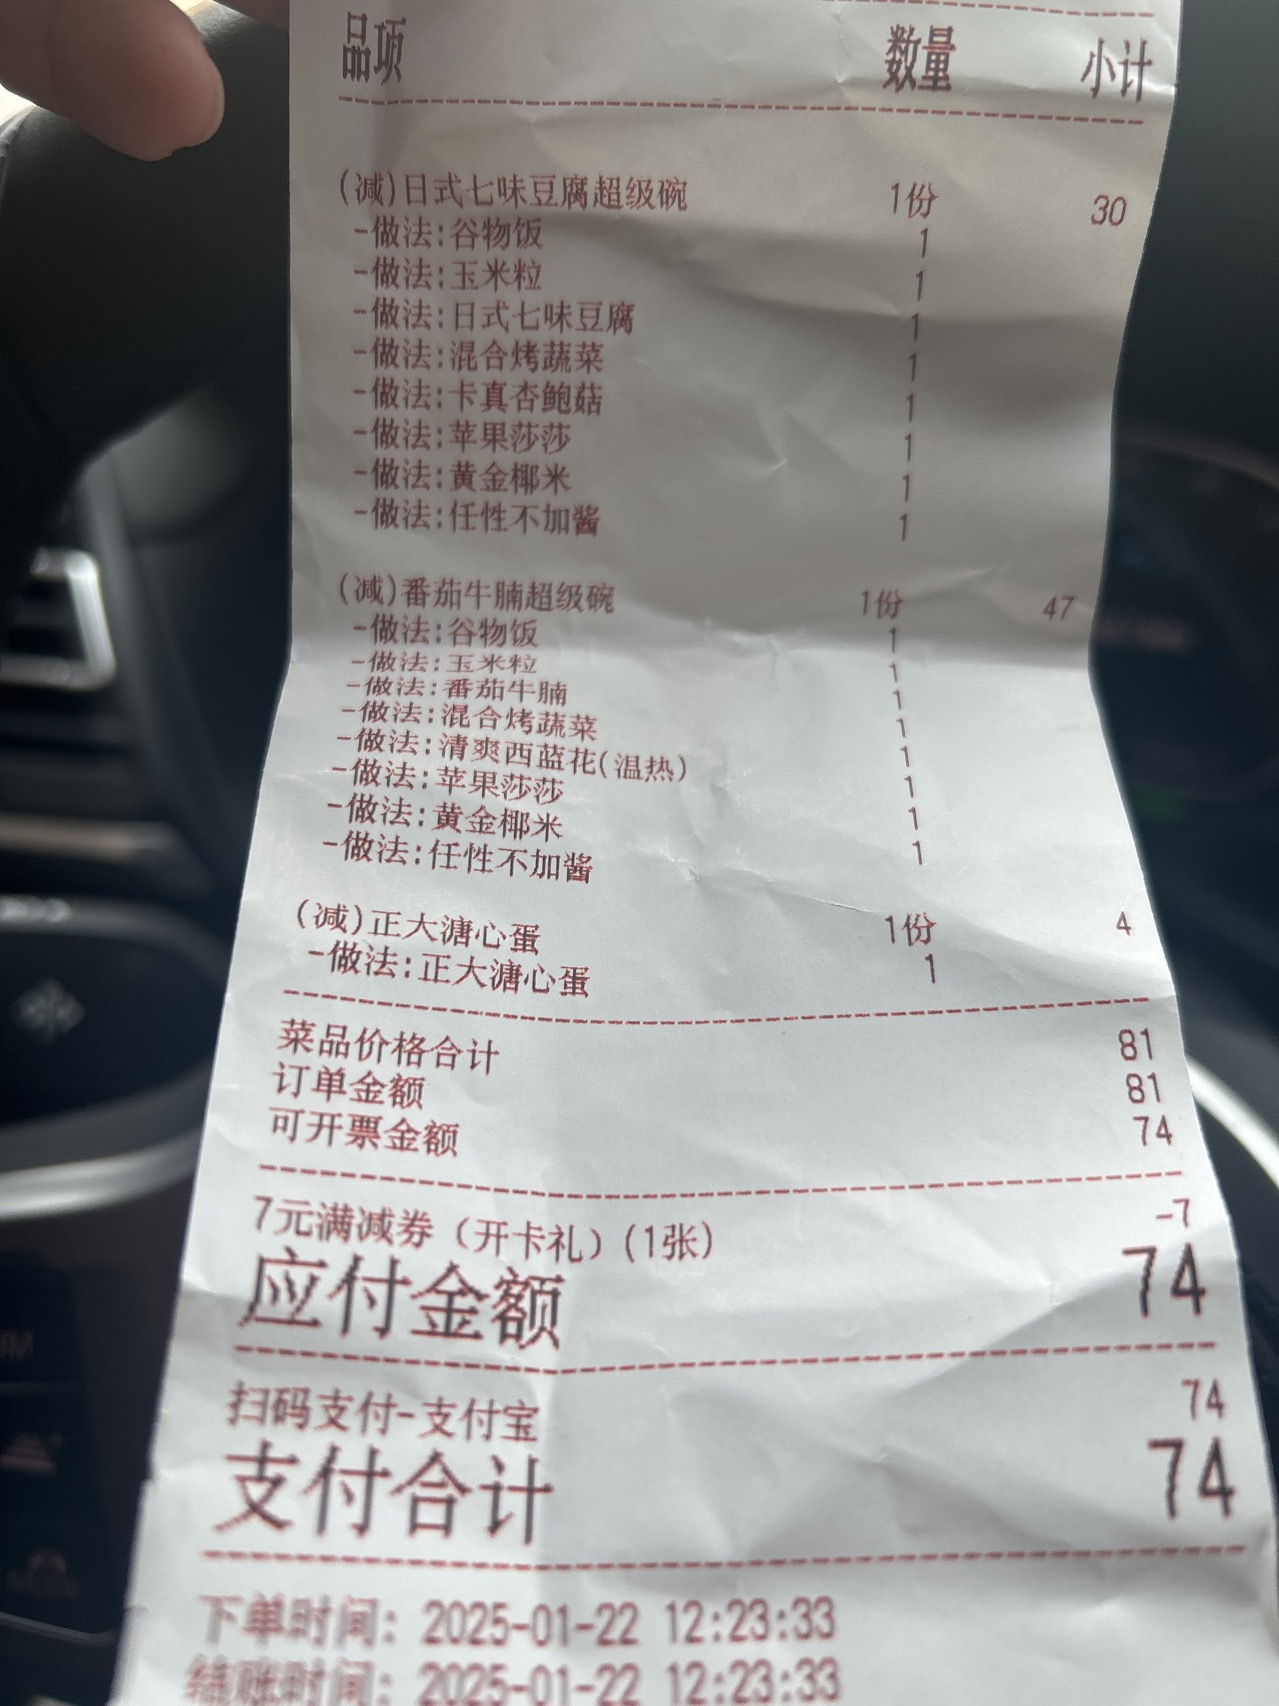 品项 数量 小计
(减)日式七味豆腐超级碗 1份 30
-做法:谷物饭 1
-做法:玉米粒 1
-做法:日式七味豆腐 1
-做法:混合烤蔬菜 1
-做法:卡真杏鲍菇 1
-做法:苹果莎莎 1
-做法:黄金椰米 1
-做法:任性不加酱 1
(减)番茄牛腩超级碗 1份 47
-做法:谷物饭 1
-做法:玉米粒 1
-做法:番茄牛腩 1
-做法:混合烤蔬菜 1
-做法:清爽西蓝花(温热) 1
-做法:苹果莎莎 1
-做法:黄金椰米 1
-做法:任性不加酱 1
(减)正大溏心蛋 1份 4
-做法:正大溏心蛋 1
菜品价格合计 81
订单金额 81
可开票金额 74
7元满减券（开卡礼）(1张) -7
应付金额 74
扫码支付-支付宝 74
支付合计 74
下单时间: 2025-01-22 12:23:33
结账时间: 2025-01-22 12:23:33